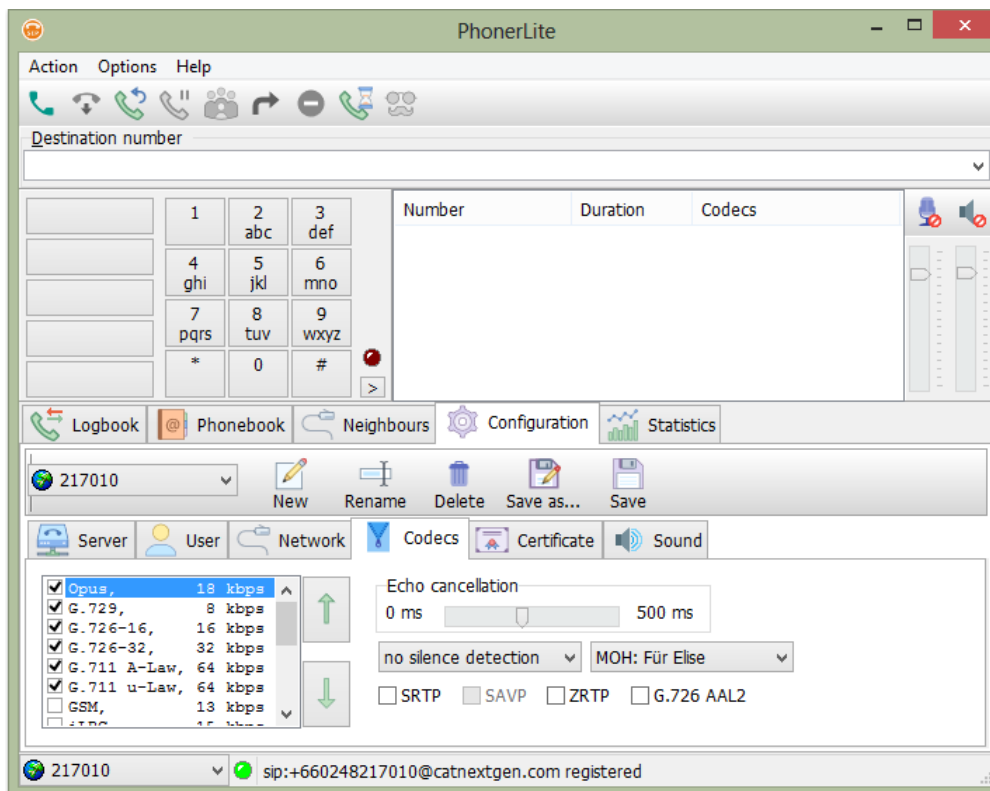 PhonerLite
Action Options Help
Destination number
1 2 abc 3 def
4 ghi 5 jkl 6 mno
7 pqrs 8 tuv 9 wxyz
* 0 #
>
Number Duration Codecs
Logbook Phonebook Neighbours Configuration Statistics
217010 New Rename Delete Save as... Save
Server User Network Codecs Certificate Sound
Opus, 18 kbps
G.729, 8 kbps
G.726-16, 16 kbps
G.726-32, 32 kbps
G.711 A-Law, 64 kbps
G.711 u-Law, 64 kbps
GSM, 13 kbps
Echo cancellation
0 ms 500 ms
no silence detection MOH: Für Elise
SRTP SAVP ZRTP G.726 AAL2
217010 sip:+660248217010@catnextgen.com registered